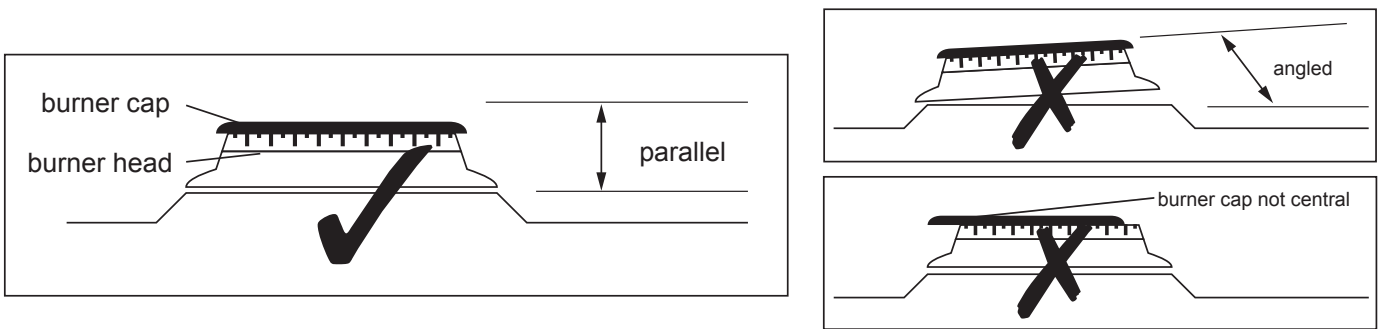 burner cap
burner head
parallel
angled
burner cap not central